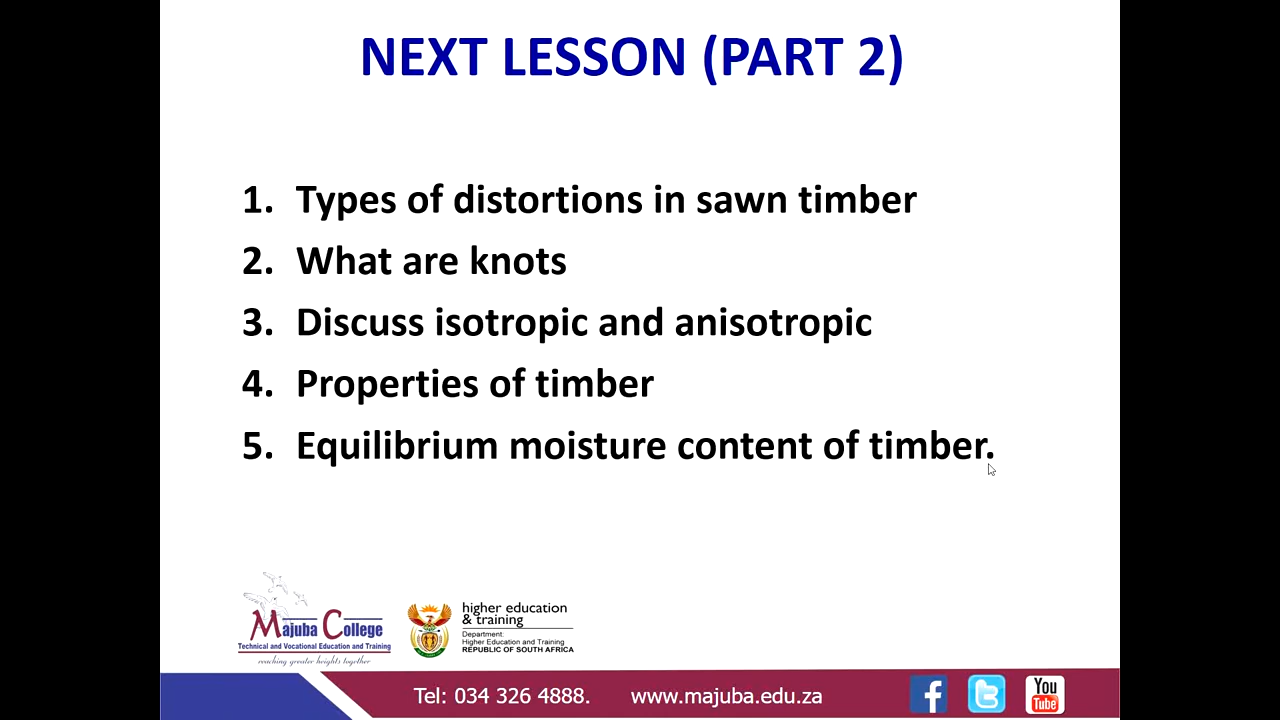 NEXT LESSON (PART 2)
1. Types of distortions in sawn timber
2. What are knots
3. Discuss isotropic and anisotropic
4. Properties of timber
5. Equilibrium moisture content of timber.
Majuba College
Technical and Vocational Education and Training
reaching greater heights together
higher education
& training
Department:
Higher Education and Training
REPUBLIC OF SOUTH AFRICA
Tel: 034 326 4888. www.majuba.edu.za
You
Tube